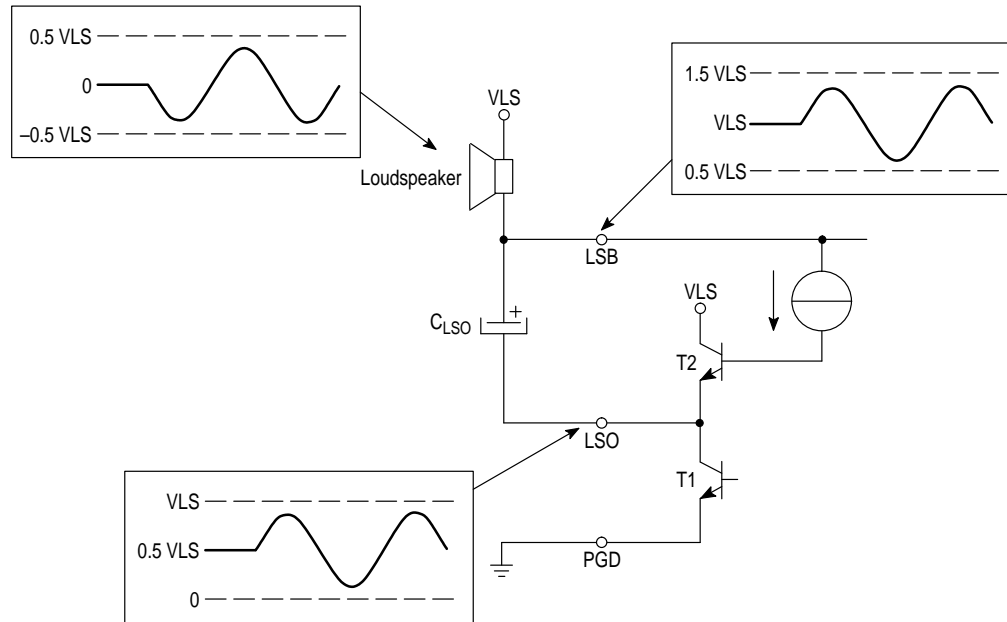 0.5 VLS
0
–0.5 VLS
VLS
Loudspeaker
1.5 VLS
VLS
0.5 VLS
LSB
VLS
+
CLSO
T2
LSO
T1
VLS
0.5 VLS
0
PGD